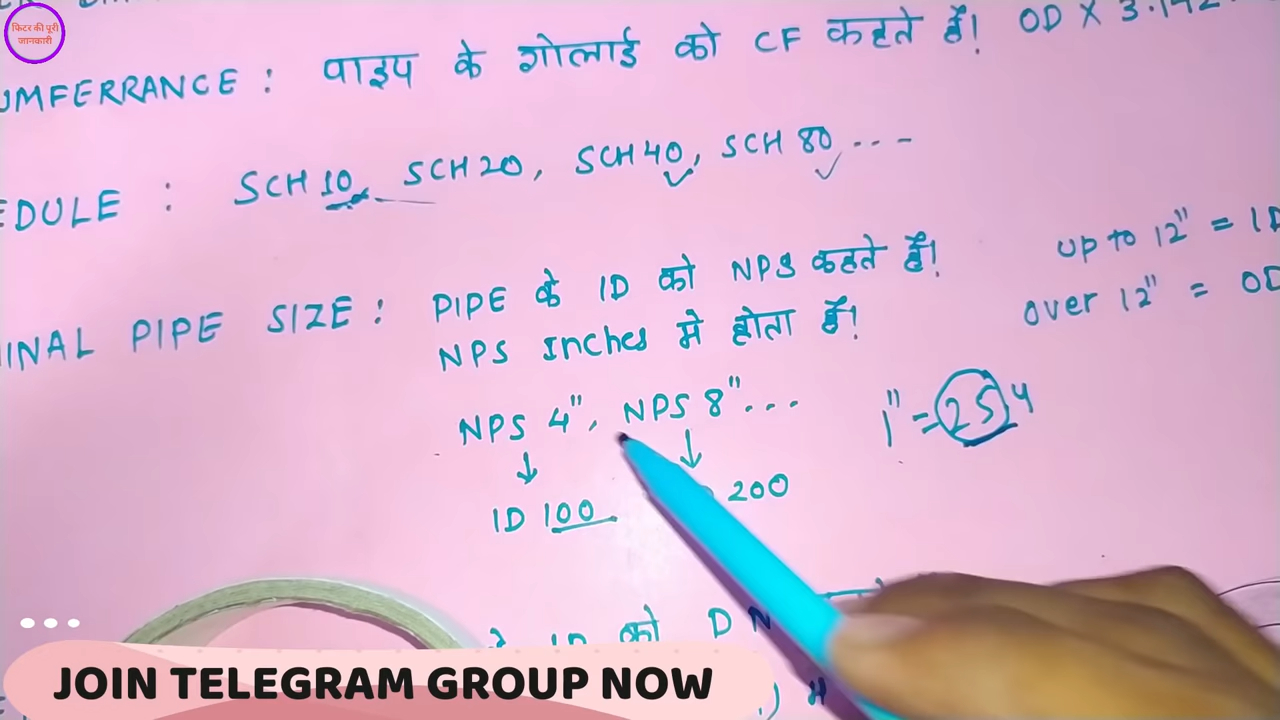 फिटर की पूरी
जानकारी
UMFERRANCE : पाइप के गोलाई को CF कहते हैं! OD X 3.142
EDULE : SCH 10, SCH 20, SCH 40, SCH 80 ...
INAL PIPE SIZE : PIPE के ID को NPS कहते हैं! up to 12" = ID
NPS Inches मे होता हैं! over 12" = OD
NPS 4", NPS 8"... 1" = 25.4
ID 100 200
को DN
JOIN TELEGRAM GROUP NOW